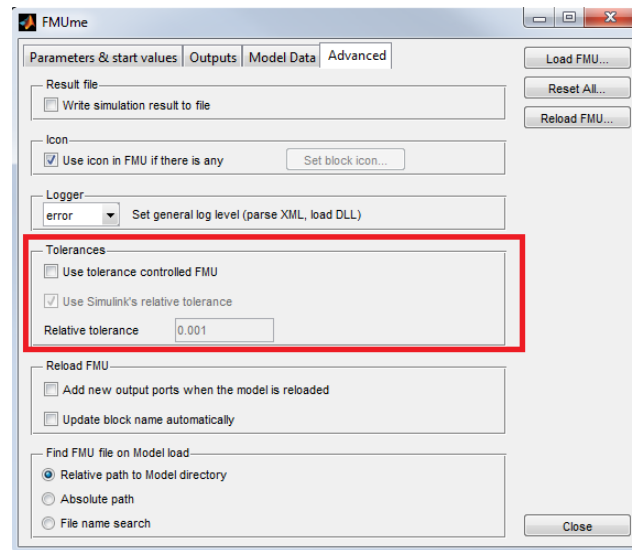 FMUme
Parameters & start values Outputs Model Data Advanced
Load FMU...
Reset All...
Reload FMU...
Result file
Write simulation result to file
Icon
Use icon in FMU if there is any Set block icon...
Logger
error Set general log level (parse XML, load DLL)
Tolerances
Use tolerance controlled FMU
Use Simulink's relative tolerance
Relative tolerance 0.001
Reload FMU
Add new output ports when the model is reloaded
Update block name automatically
Find FMU file on Model load
Relative path to Model directory
Absolute path
File name search
Close